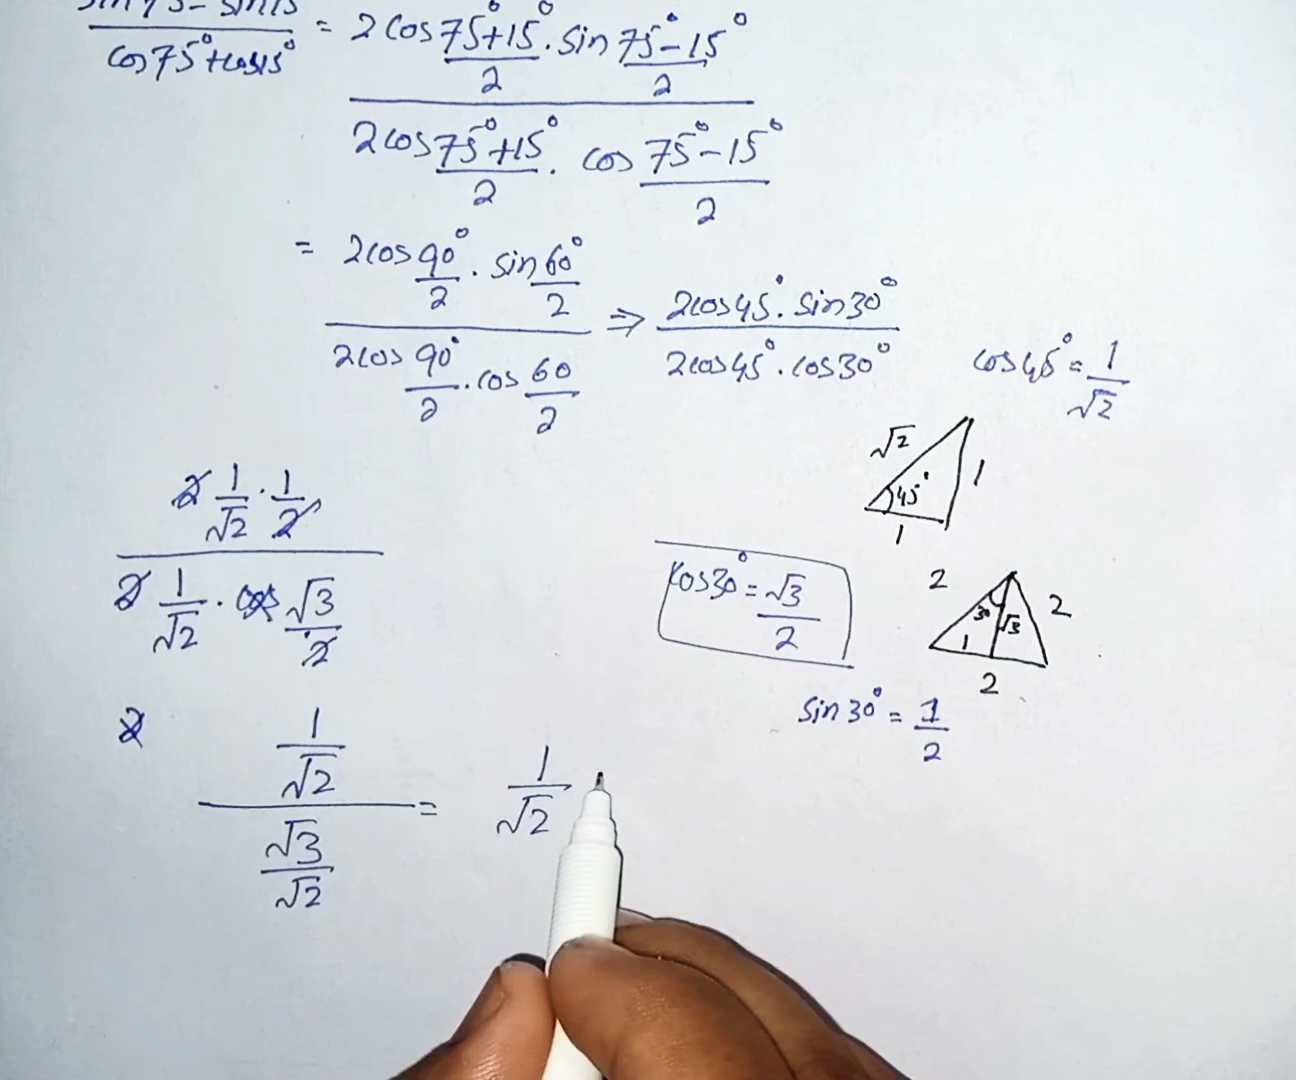 sin75°-sin15 = 2cos 75°+15°/2 . sin 75°-15°/2
cos75°+cos15°
2cos 75°+15°/2 . cos 75°-15°/2
= 2cos 90°/2 . sin 60°/2 ⇒ 2cos45°. sin30°
2cos 90°/2 . cos 60/2
2cos45° . cos30°
cos45° = 1/√2
√2 45° 1 1
2 1/√2 . 1/2
2 1/√2 . cos √3/2
cos30° = √3/2
2 30 √3 2 1 2
sin30° = 1/2
2
1/√2
√3/√2
= 1/√2